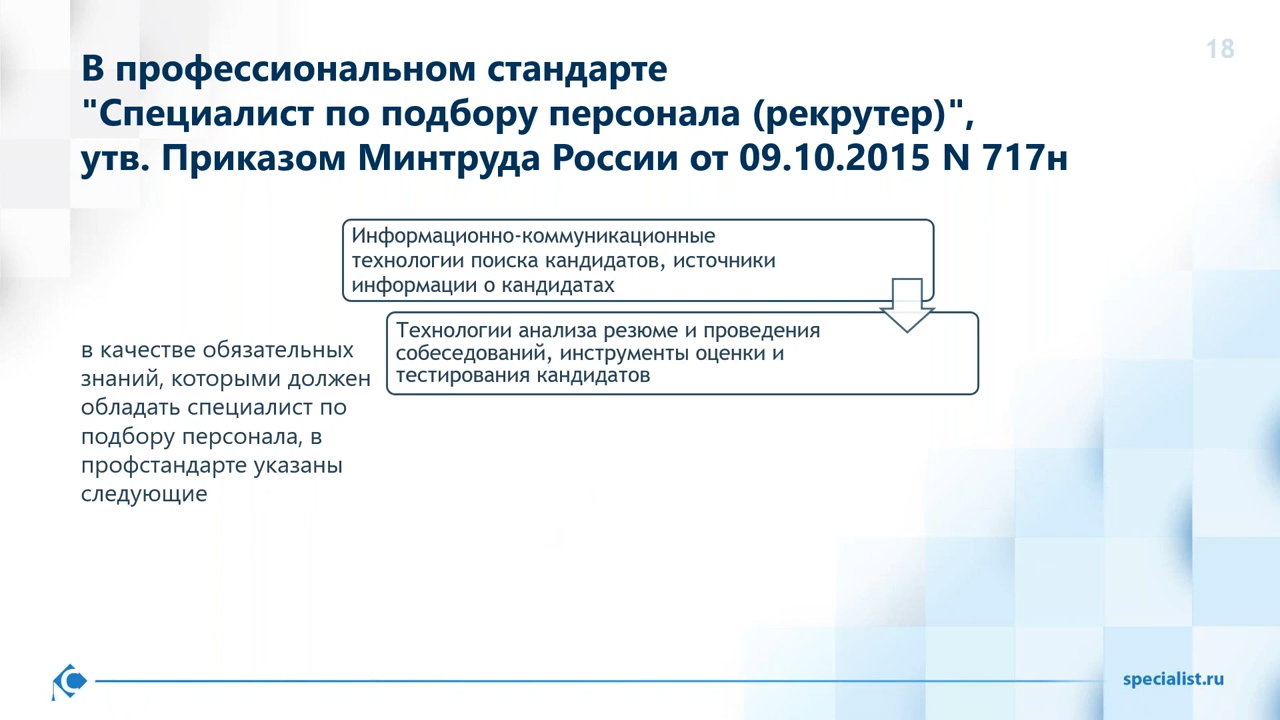 18
В профессиональном стандарте
"Специалист по подбору персонала (рекрутер)",
утв. Приказом Минтруда России от 09.10.2015 N 717н
Информационно-коммуникационные
технологии поиска кандидатов, источники
информации о кандидатах
Технологии анализа резюме и проведения
собеседований, инструменты оценки и
тестирования кандидатов
в качестве обязательных
знаний, которыми должен
обладать специалист по
подбору персонала, в
профстандарте указаны
следующие
specialist.ru